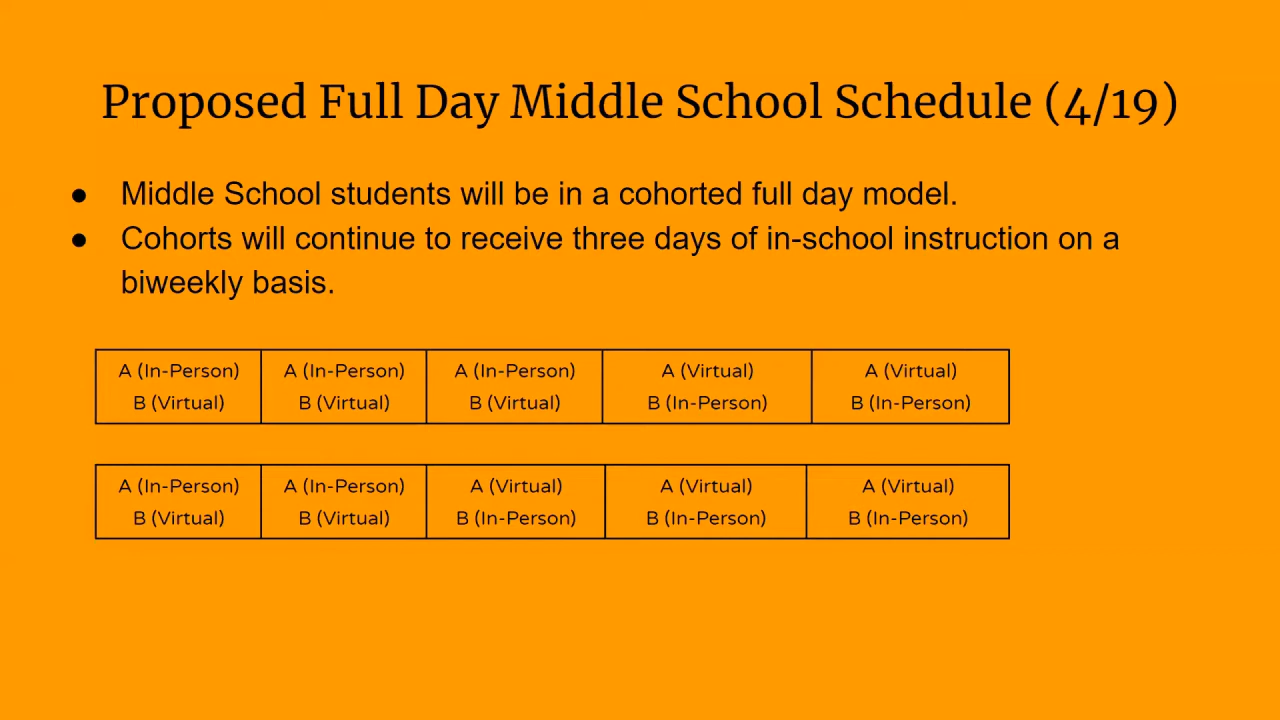 Proposed Full Day Middle School Schedule (4/19)
● Middle School students will be in a cohorted full day model.
● Cohorts will continue to receive three days of in-school instruction on a
biweekly basis.
A (In-Person) A (In-Person) A (In-Person) A (Virtual) A (Virtual)
B (Virtual) B (Virtual) B (Virtual) B (In-Person) B (In-Person)
A (In-Person) A (In-Person) A (Virtual) A (Virtual) A (Virtual)
B (Virtual) B (Virtual) B (In-Person) B (In-Person) B (In-Person)